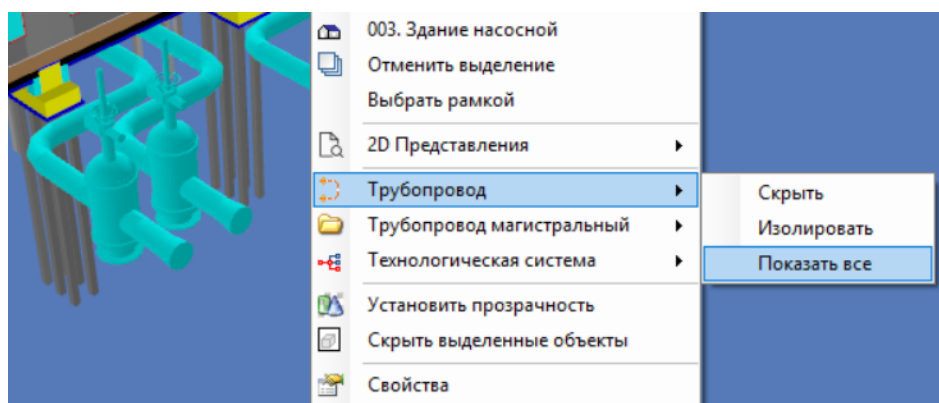 003. Здание насосной
Отменить выделение
Выбрать рамкой
2D Представления
Трубопровод
Скрыть
Трубопровод магистральный
Изолировать
Технологическая система
Показать все
Установить прозрачность
Скрыть выделенные объекты
Свойства